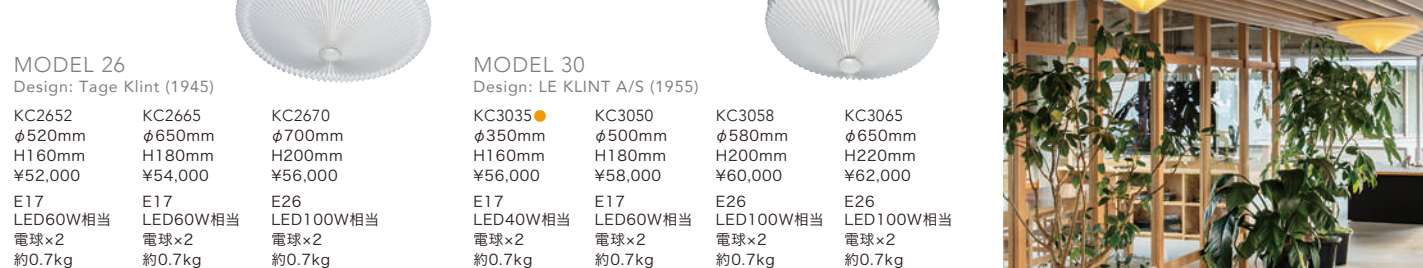 MODEL 26
Design: Tage Klint (1945)
KC2652 KC2665 KC2670
φ520mm φ650mm φ700mm
H160mm H180mm H200mm
¥52,000 ¥54,000 ¥56,000
E17 E17 E26
LED60W相当 LED60W相当 LED100W相当
電球×2 電球×2 電球×2
約0.7kg 約0.7kg 約0.7kg
MODEL 30
Design: LE KLINT A/S (1955)
KC3035 KC3050 KC3058 KC3065
φ350mm φ500mm φ580mm φ650mm
H160mm H180mm H200mm H220mm
¥56,000 ¥58,000 ¥60,000 ¥62,000
E17 E17 E26 E26
LED40W相当 LED60W相当 LED100W相当 LED100W相当
電球×2 電球×2 電球×2 電球×2
約0.7kg 約0.7kg 約0.7kg 約0.7kg